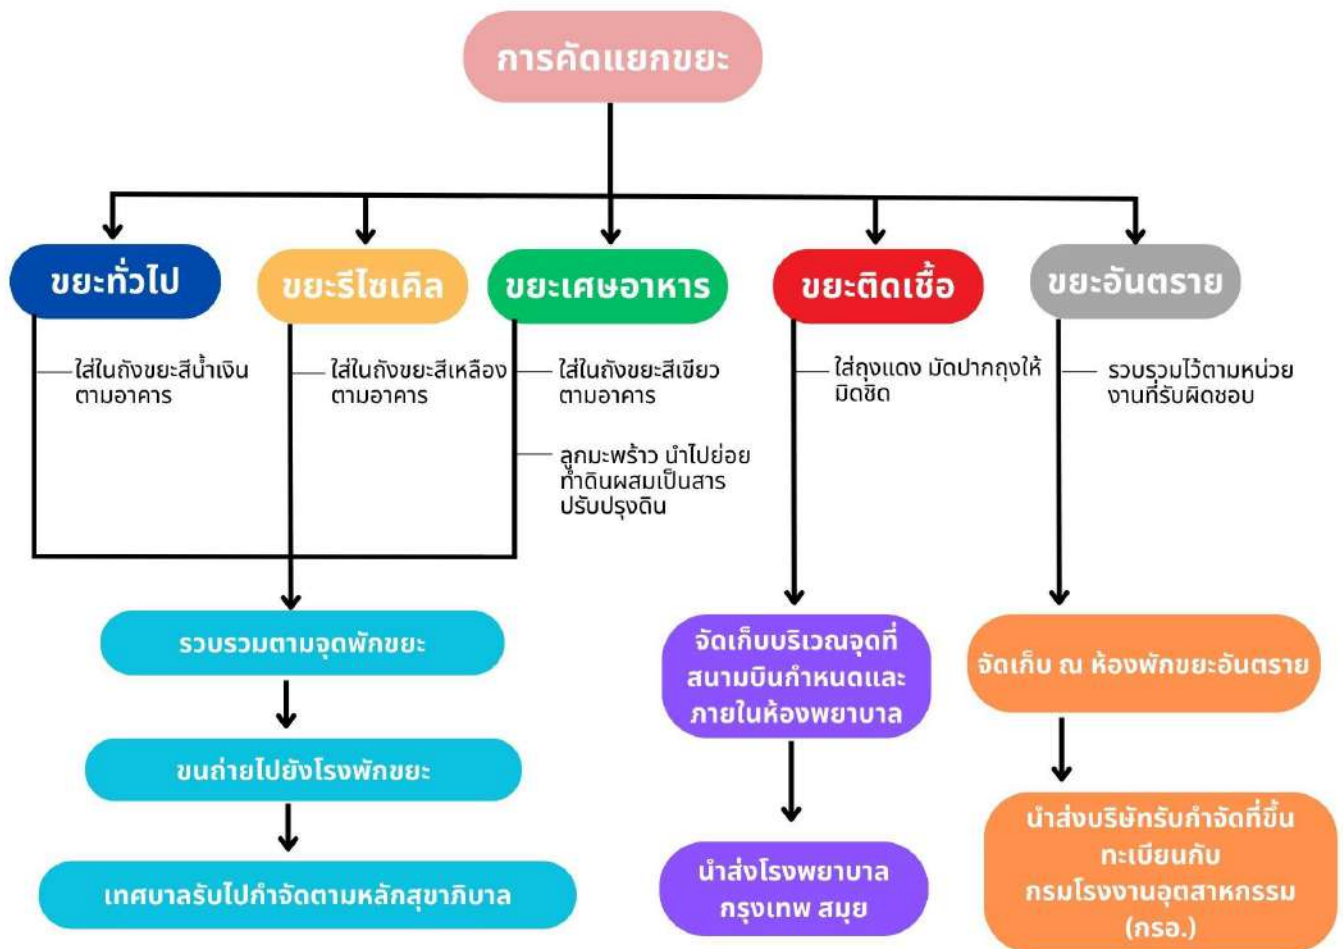 การคัดแยกขยะ
ขยะทั่วไป
ขยะรีไซเคิล
ขยะเศษอาหาร
ขยะติดเชื้อ
ขยะอันตราย
ใส่ในถังขยะสีน้ำเงิน
ตามอาคาร
ใส่ในถังขยะสีเหลือง
ตามอาคาร
ใส่ในถังขยะสีเขียว
ตามอาคาร
ลูกมะพร้าว นำไปย่อย
ทำดินผสมเป็นสาร
ปรับปรุงดิน
ใส่ถุงแดง มัดปากถุงให้
มิดชิด
รวบรวมไว้ตามหน่วย
งานที่รับผิดชอบ
รวบรวมตามจุดพักขยะ
ขนถ่ายไปยังโรงพักขยะ
เทศบาลรับไปกำจัดตามหลักสุขาภิบาล
จัดเก็บบริเวณจุดที่
สนามบินกำหนดและ
ภายในห้องพยาบาล
นำส่งโรงพยาบาล
กรุงเทพ สมุย
จัดเก็บ ณ ห้องพักขยะอันตราย
นำส่งบริษัทรับกำจัดที่ขึ้น
ทะเบียนกับ
กรมโรงงานอุตสาหกรรม
(กรอ.)